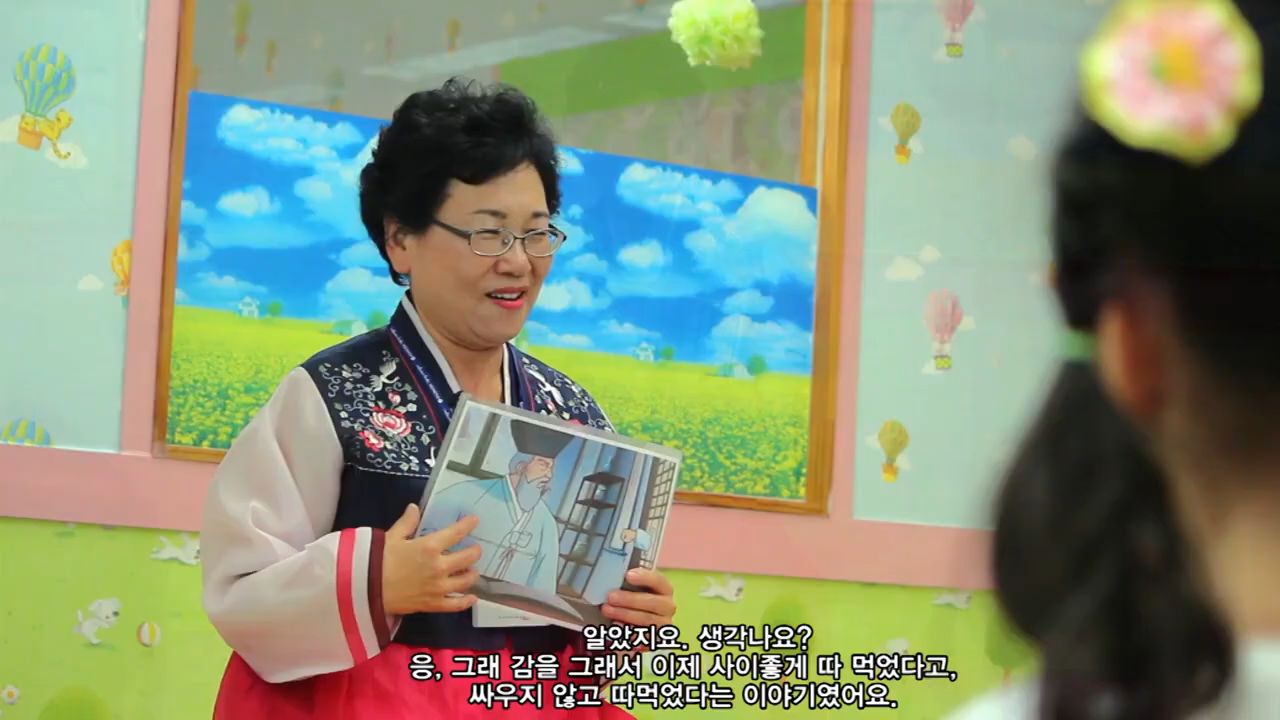 알았지요. 생각나요?
응, 그래 감을 그래서 이제 사이좋게 따 먹었다고,
싸우지 않고 따먹었다는 이야기였어요.